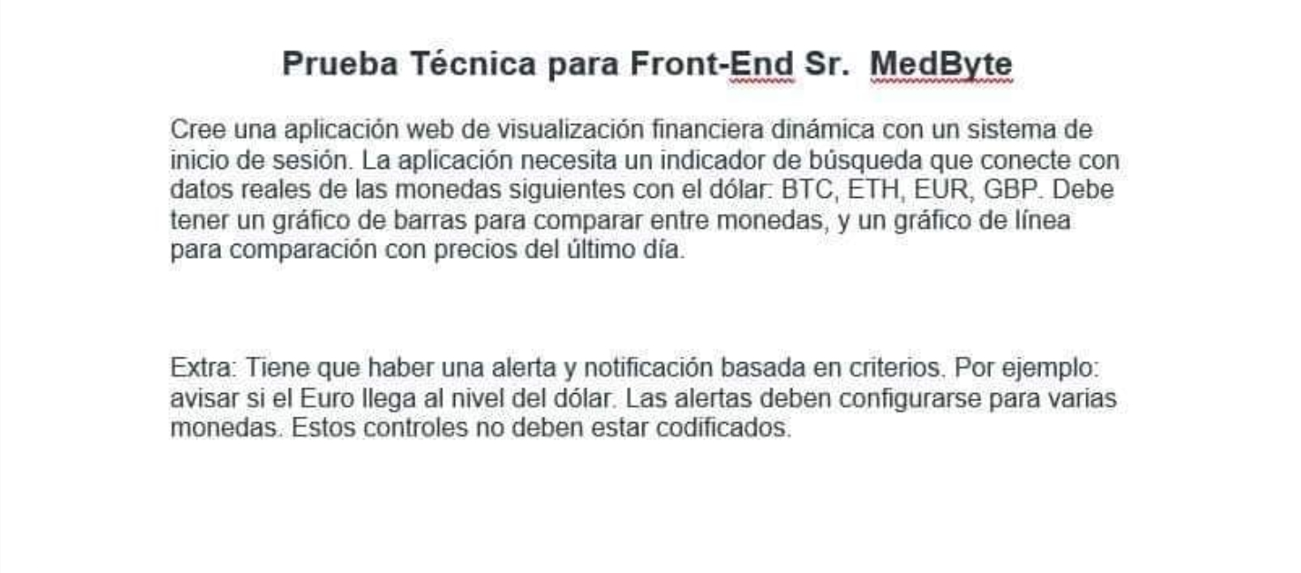 Prueba Técnica para Front-End Sr. MedByte
Cree una aplicación web de visualización financiera dinámica con un sistema de
inicio de sesión. La aplicación necesita un indicador de búsqueda que conecte con
datos reales de las monedas siguientes con el dólar: BTC, ETH, EUR, GBP. Debe
tener un gráfico de barras para comparar entre monedas, y un gráfico de línea
para comparación con precios del último día.
Extra: Tiene que haber una alerta y notificación basada en criterios. Por ejemplo:
avisar si el Euro llega al nivel del dólar. Las alertas deben configurarse para varias
monedas. Estos controles no deben estar codificados.